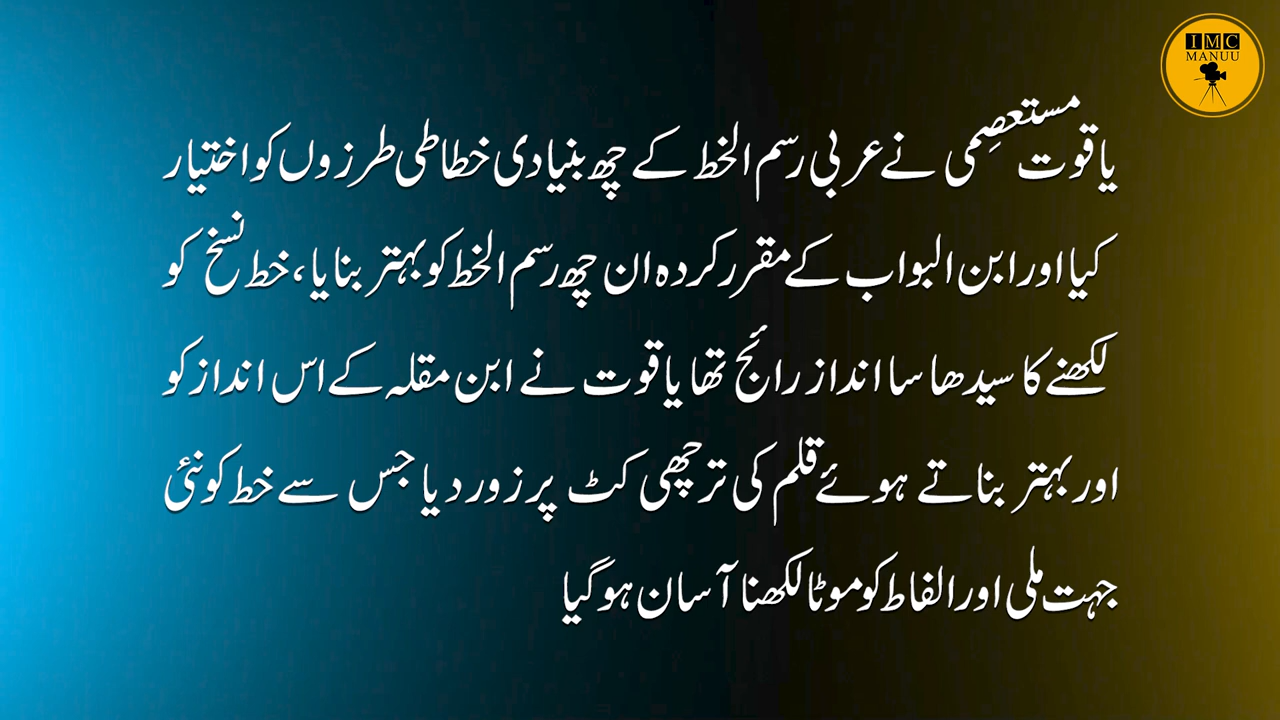 IMC
MANUU
یاقوت مستعصِمی نے عربی رسم الخط کے چھ بنیادی خطاطی طرزوں کو اختیار
کیا اور ابن البواب کے مقرر کردہ ان چھ رسم الخط کو بہتر بنایا، خط نسخ کو
لکھنے کا سیدھا سا انداز رائج تھا یاقوت نے ابن مقلہ کے اس انداز کو
اور بہتر بناتے ہوئے قلم کی ترچھی کٹ پر زور دیا جس سے خط کو نئی
جہت ملی اور الفاط کو موٹا لکھنا آسان ہو گیا